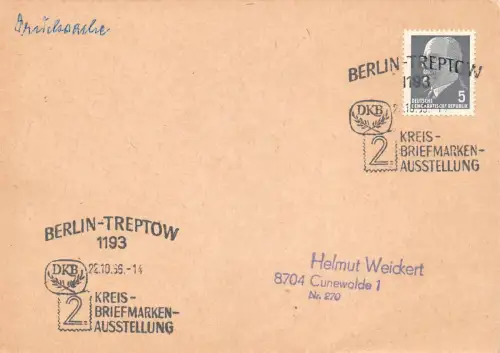 Drucksache
BERLIN-TREPTOW
1193
DEUTSCHE
DEMOKRATISCHE REPUBLIK
5
DKB
2
KREIS-
BRIEFMARKEN-
AUSSTELLUNG
BERLIN-TREPTOW
1193
DKB
22.10.66.-14
2
KREIS-
BRIEFMARKEN-
AUSSTELLUNG
Helmut Weickert
8704 Cunewalde 1
Nr. 270